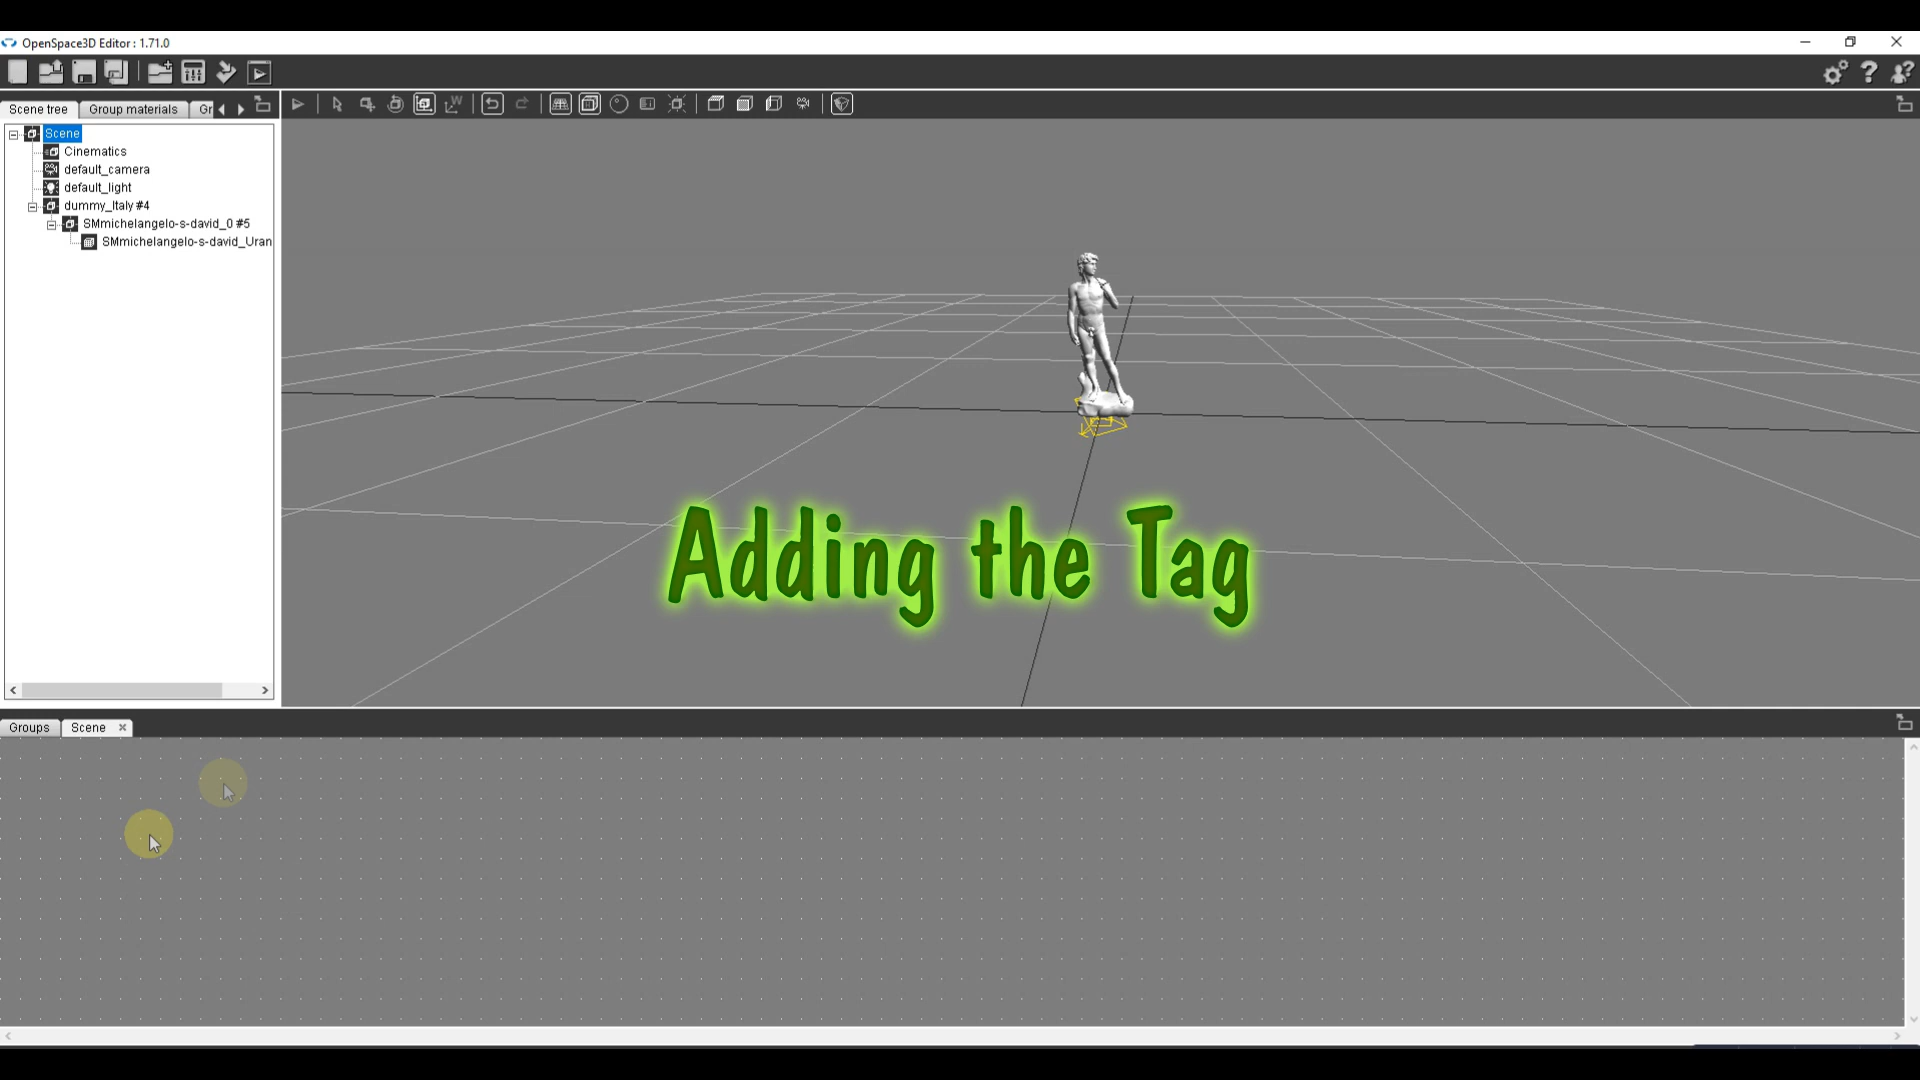 OpenSpace3D Editor : 1.71.0
Scene tree
Group materials
Gr
Scene
Cinematics
default_camera
default_light
dummy_Italy #4
SMmichelangelo-s-david_0 #5
SMmichelangelo-s-david_Uran
Adding the Tag
Groups
Scene